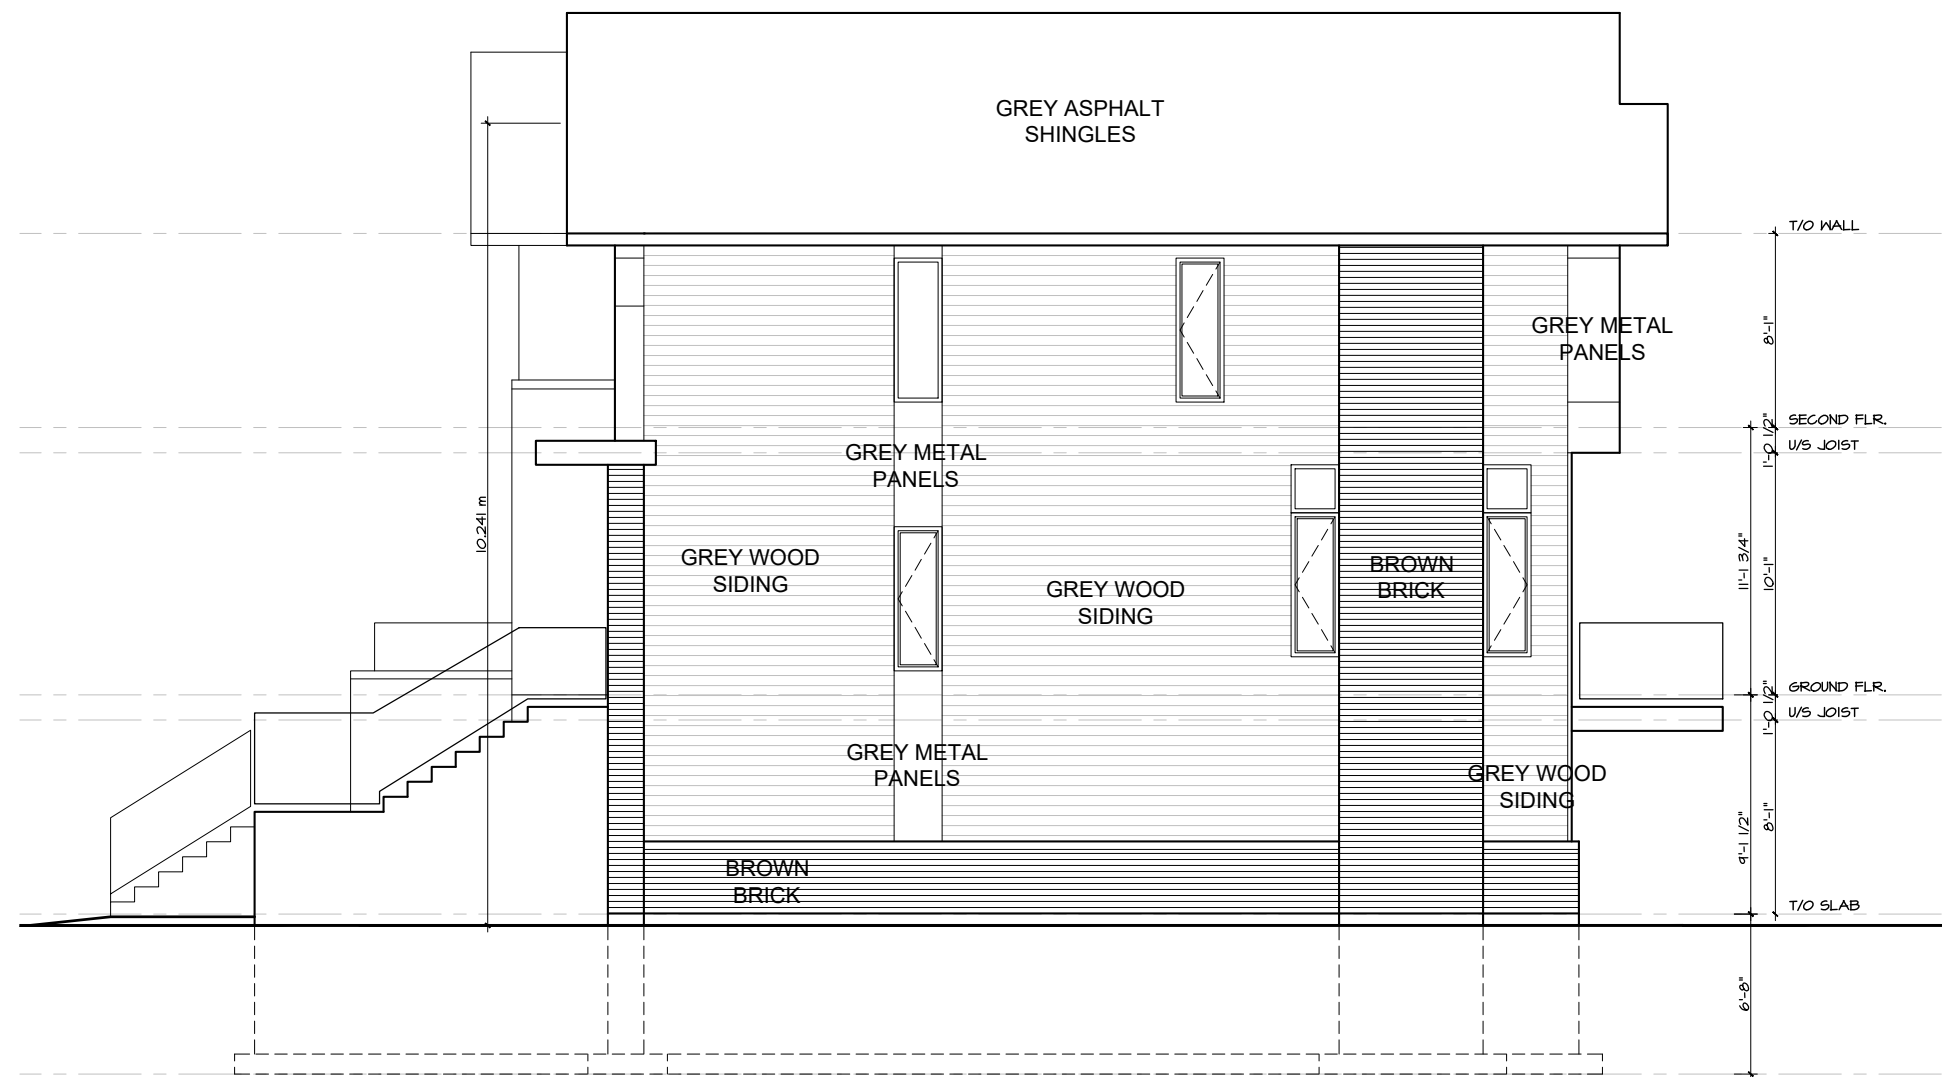 GREY ASPHALT
SHINGLES
T/O WALL
GREY METAL
PANELS
8'-1"
SECOND FLR.
1'-0 1/2"
U/S JOIST
GREY METAL
PANELS
10.241 m
GREY WOOD
SIDING
GREY WOOD
SIDING
BROWN
BRICK
11'-1 3/4"
10'-1"
GROUND FLR.
1'-0 1/2"
U/S JOIST
GREY METAL
PANELS
GREY WOOD
SIDING
9'-1 1/2"
8'-1"
BROWN
BRICK
T/O SLAB
6'-8"